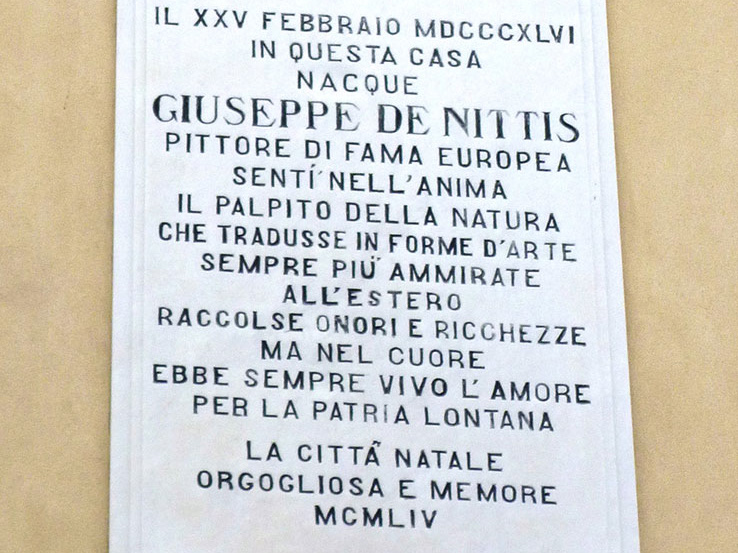 IL XXV FEBBRAIO MDCCCXLVI
IN QUESTA CASA
NACQUE
GIUSEPPE DE NITTIS
PITTORE DI FAMA EUROPEA
SENTÍ NELL'ANIMA
IL PALPITO DELLA NATURA
CHE TRADUSSE IN FORME D'ARTE
SEMPRE PIÙ AMMIRATE
ALL'ESTERO
RACCOLSE ONORI E RICCHEZZE
MA NEL CUORE
EBBE SEMPRE VIVO L'AMORE
PER LA PATRIA LONTANA
LA CITTÃ NATALE
ORGOGLIOSA E MEMORE
MCMLIV